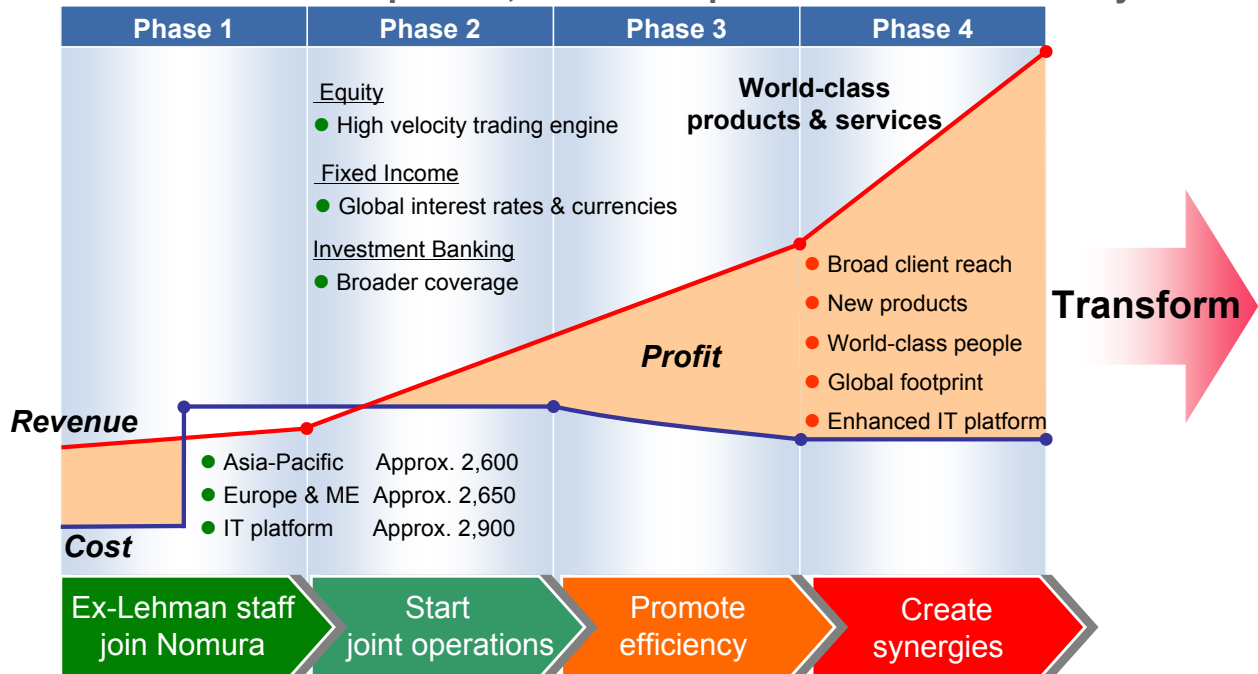 Phase 1
Phase 2
Phase 3
Phase 4
Equity
High velocity trading engine
Fixed Income
Global interest rates & currencies
Investment Banking
Broader coverage
World-class
products & services
Broad client reach
New products
World-class people
Global footprint
Enhanced IT platform
Transform
Profit
Revenue
Cost
Asia-Pacific Approx. 2,600
Europe & ME Approx. 2,650
IT platform Approx. 2,900
Ex-Lehman staff
join Nomura
Start
joint operations
Promote
efficiency
Create
synergies